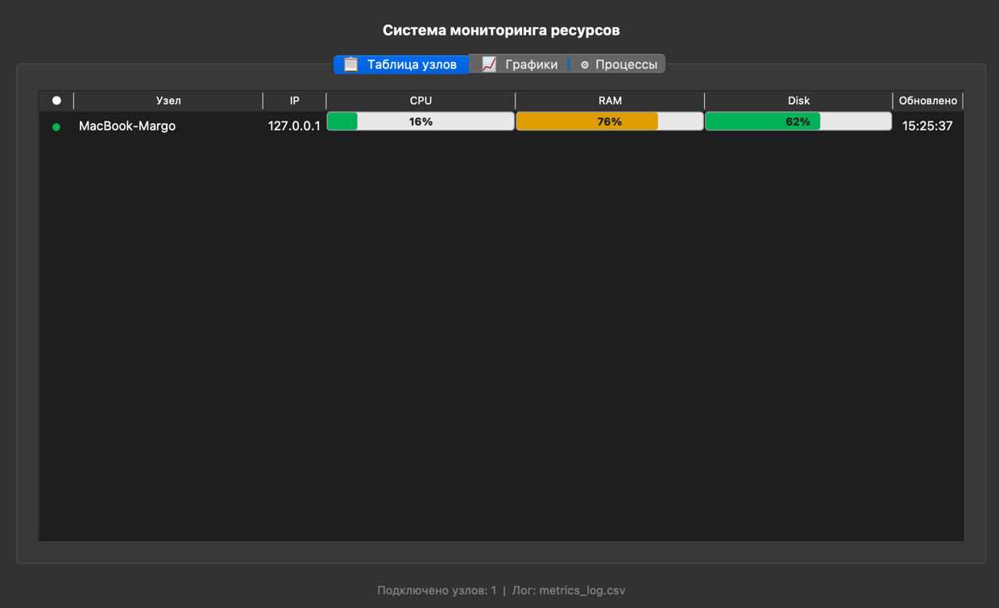 Система мониторинга ресурсов
Таблица узлов Графики Процессы
Узел IP CPU RAM Disk Обновлено
MacBook-Margo 127.0.0.1 16% 76% 62% 15:25:37
Подключено узлов: 1 | Лог: metrics_log.csv